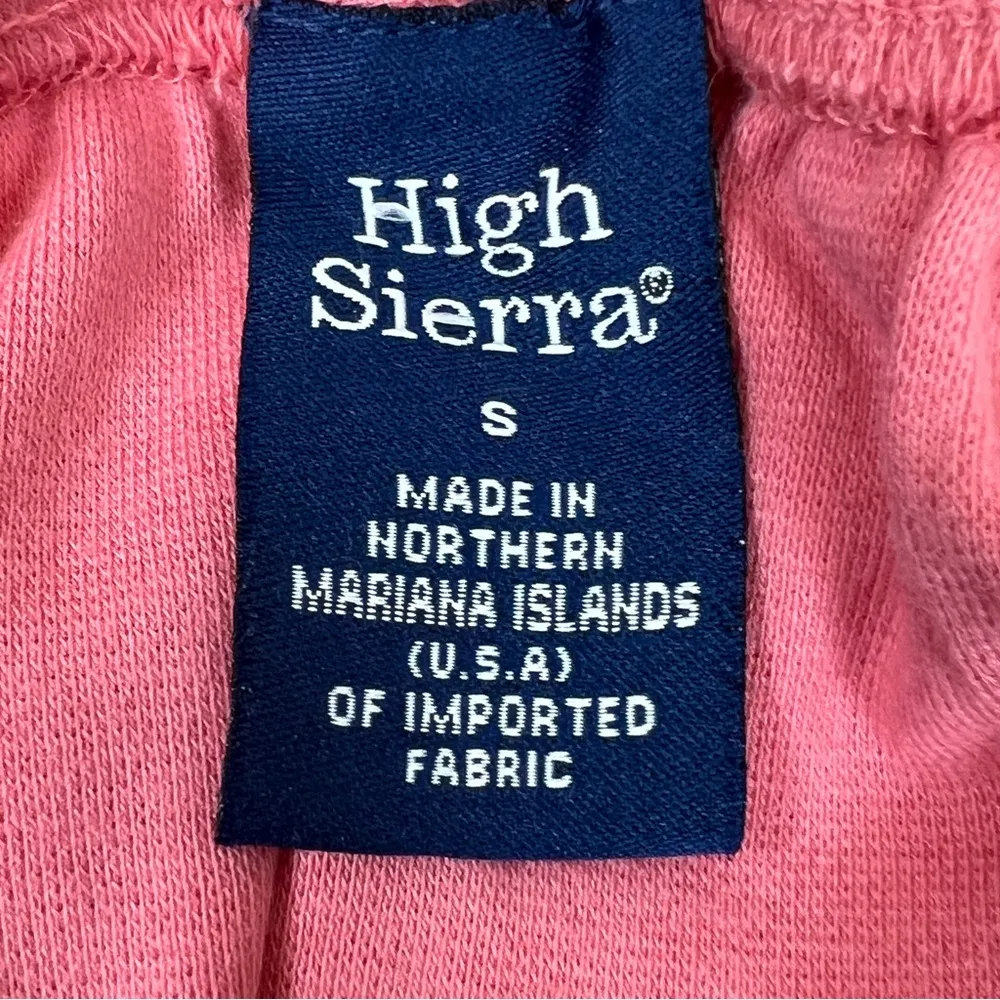 High
Sierra®
S
MADE IN
NORTHERN
MARIANA ISLANDS
(U.S.A)
OF IMPORTED
FABRIC